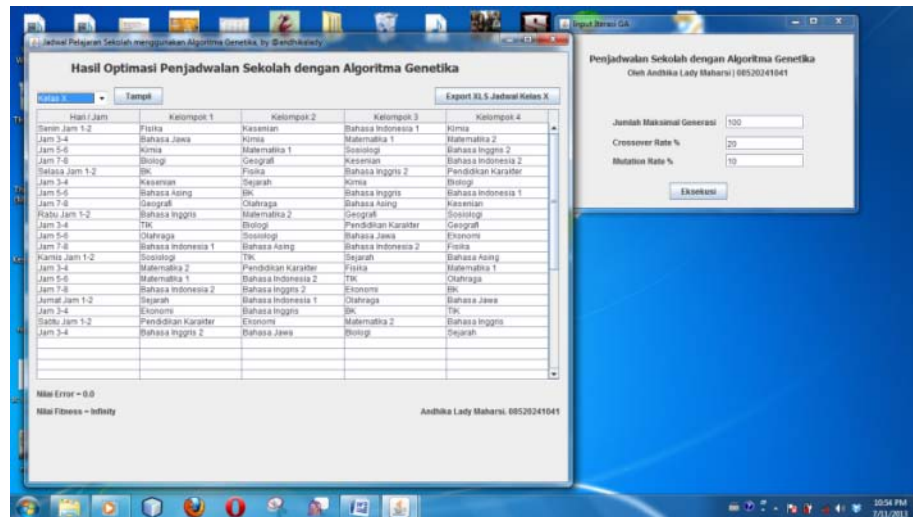 Jadwal Pelajaran Sekolah menggunakan Algoritma Genetika, by @andhikalady
Hasil Optimasi Penjadwalan Sekolah dengan Algoritma Genetika
Kelas X Tampil Export XLS Jadwal Kelas X
Hari / Jam Kelompok 1 Kelompok 2 Kelompok 3 Kelompok 4
Senin Jam 1-2 Fisika Kesenian Bahasa Indonesia 1 Kimia
Jam 3-4 Bahasa Jawa Kimia Matematika 1 Matematika 2
Jam 5-6 Kimia Matematika 1 Sosiologi Bahasa Inggris 2
Jam 7-8 Biologi Geografi Kesenian Bahasa Indonesia 2
Selasa Jam 1-2 BK Fisika Bahasa Inggris 2 Pendidikan Karakter
Jam 3-4 Kesenian Sejarah Kimia Biologi
Jam 5-6 Bahasa Asing BK Bahasa Inggris Bahasa Indonesia 1
Jam 7-8 Geografi Olahraga Bahasa Asing Kesenian
Rabu Jam 1-2 Bahasa Inggris Matematika 2 Geografi Sosiologi
Jam 3-4 TIK Biologi Pendidikan Karakter Geografi
Jam 5-6 Olahraga Sosiologi Bahasa Jawa Ekonomi
Jam 7-8 Bahasa Indonesia 1 Bahasa Asing Bahasa Indonesia 2 Fisika
Kamis Jam 1-2 Sosiologi TIK Sejarah Bahasa Asing
Jam 3-4 Matematika 2 Pendidikan Karakter Fisika Matematika 1
Jam 5-6 Matematika 1 Bahasa Indonesia 2 TIK Olahraga
Jam 7-8 Bahasa Indonesia 2 Bahasa Inggris 2 Ekonomi BK
Jumat Jam 1-2 Sejarah Bahasa Indonesia 1 Olahraga Bahasa Jawa
Jam 3-4 Ekonomi Bahasa Inggris BK TIK
Sabtu Jam 1-2 Pendidikan Karakter Ekonomi Matematika 2 Bahasa Inggris
Jam 3-4 Bahasa Inggris 2 Bahasa Jawa Biologi Sejarah
Nilai Error = 0.0
Nilai Fitness = Infinity Andhika Lady Maharsi. 08520241041
Input Iterasi GA
Penjadwalan Sekolah dengan Algoritma Genetika
Oleh Andhika Lady Maharsi | 08520241041
Jumlah Maksimal Generasi 100
Crossover Rate % 20
Mutation Rate % 10
Eksekusi
10:54 PM
7/11/2013